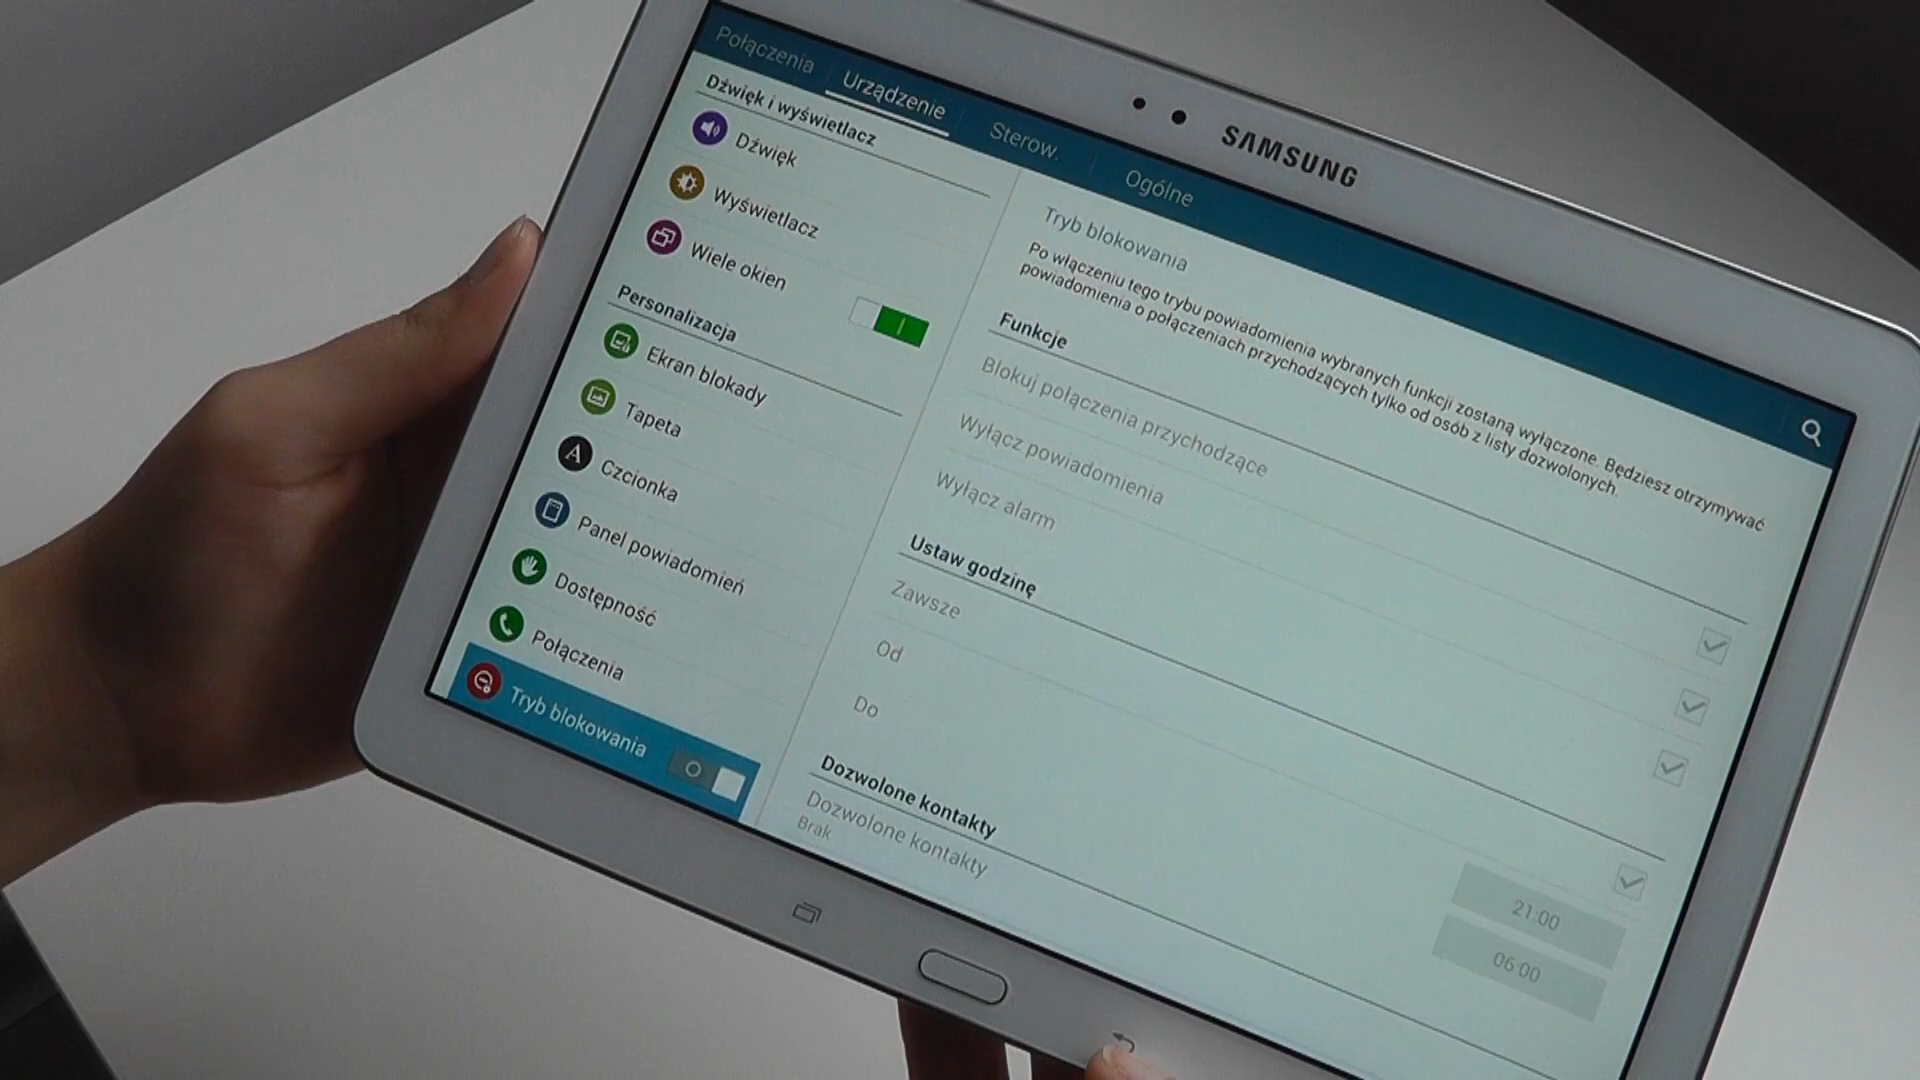 SAMSUNG
Połączenia
Urządzenie
Sterow.
Ogólne
Dźwięk i wyświetlacz
Dźwięk
Wyświetlacz
Wiele okien
Personalizacja
Ekran blokady
Tapeta
Czcionka
Panel powiadomień
Dostępność
Połączenia
Tryb blokowania
Tryb blokowania
Po włączeniu tego trybu powiadomienia wybranych funkcji zostaną wyłączone. Będziesz otrzymywać
powiadomienia o połączeniach przychodzących tylko od osób z listy dozwolonych.
Funkcje
Blokuj połączenia przychodzące
Wyłącz powiadomienia
Wyłącz alarm
Ustaw godzinę
Zawsze
Od
21:00
Do
06:00
Dozwolone kontakty
Dozwolone kontakty
Brak